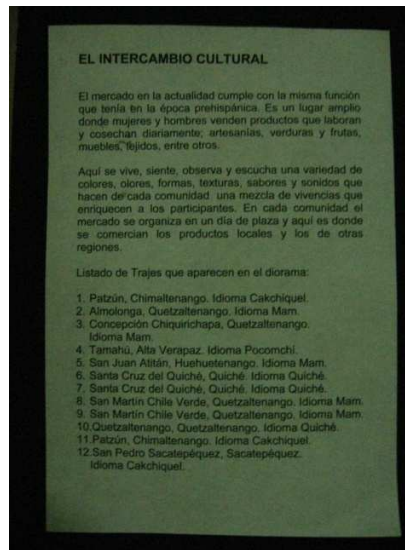 EL INTERCAMBIO CULTURAL
El mercado en la actualidad cumple con la misma función
que tenía en la época prehispánica. Es un lugar amplio
donde mujeres y hombres venden productos que laboran
y cosechan diariamente; artesanías, verduras y frutas,
muebles, tejidos, entre otros.
Aquí se vive, siente, observa y escucha una variedad de
colores, olores, formas, texturas, sabores y sonidos que
hacen de cada comunidad una mezcla de vivencias que
enriquecen a los participantes. En cada comunidad el
mercado se organiza en un día de plaza y aquí es donde
se comercian los productos locales y los de otras
regiones.
Listado de Trajes que aparecen en el diorama:
1. Patzún, Chimaltenango. Idioma Cakchiquel.
2. Almolonga, Quetzaltenango. Idioma Mam.
3. Concepción Chiquirichapa, Quetzaltenango.
Idioma Mam.
4. Tamahú, Alta Verapaz. Idioma Pocomchí.
5. San Juan Atitán, Huehuetenango. Idioma Mam.
6. Santa Cruz del Quiché, Quiché. Idioma Quiché.
7. Santa Cruz del Quiché, Quiché. Idioma Quiché.
8. San Martín Chile Verde, Quetzaltenango. Idioma Mam.
9. San Martín Chile Verde, Quetzaltenango. Idioma Mam.
10.Quetzaltenango, Quetzaltenango. Idioma Quiché.
11.Patzún, Chimaltenango. Idioma Cakchiquel.
12.San Pedro Sacatepéquez, Sacatepéquez.
Idioma Cakchiquel.